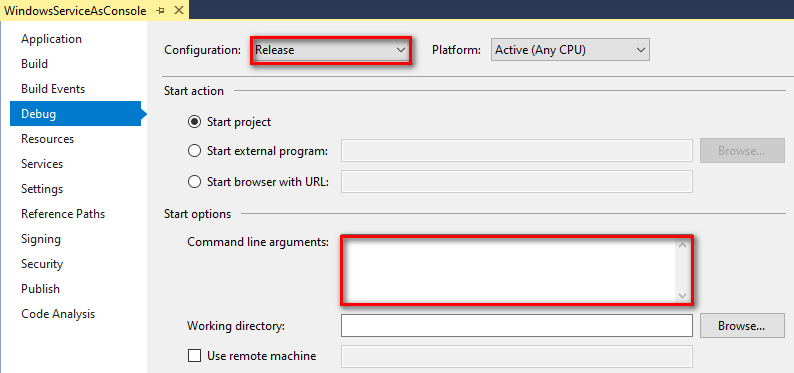 WindowsServiceAsConsole
Application
Build
Build Events
Debug
Resources
Services
Settings
Reference Paths
Signing
Security
Publish
Code Analysis
Configuration: Release Platform: Active (Any CPU)
Start action
Start project
Start external program: Browse...
Start browser with URL:
Start options
Command line arguments:
Working directory: Browse...
Use remote machine